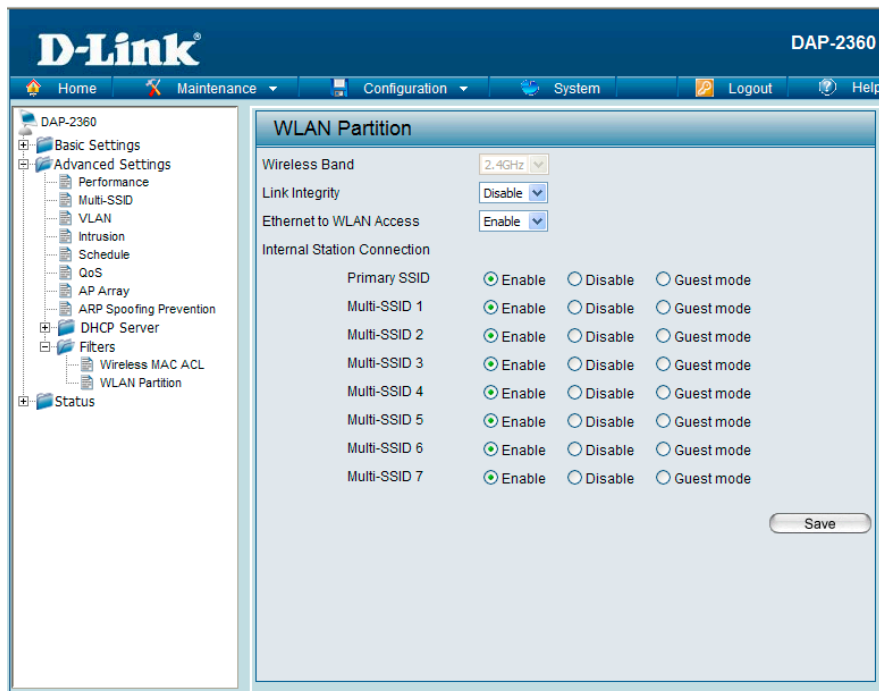 D-Link®
DAP-2360
Home Maintenance Configuration System Logout Help
DAP-2360
Basic Settings
Advanced Settings
Performance
Multi-SSID
VLAN
Intrusion
Schedule
QoS
AP Array
ARP Spoofing Prevention
DHCP Server
Filters
Wireless MAC ACL
WLAN Partition
Status
WLAN Partition
Wireless Band 2.4GHz
Link Integrity Disable
Ethernet to WLAN Access Enable
Internal Station Connection
Primary SSID Enable Disable Guest mode
Multi-SSID 1 Enable Disable Guest mode
Multi-SSID 2 Enable Disable Guest mode
Multi-SSID 3 Enable Disable Guest mode
Multi-SSID 4 Enable Disable Guest mode
Multi-SSID 5 Enable Disable Guest mode
Multi-SSID 6 Enable Disable Guest mode
Multi-SSID 7 Enable Disable Guest mode
Save